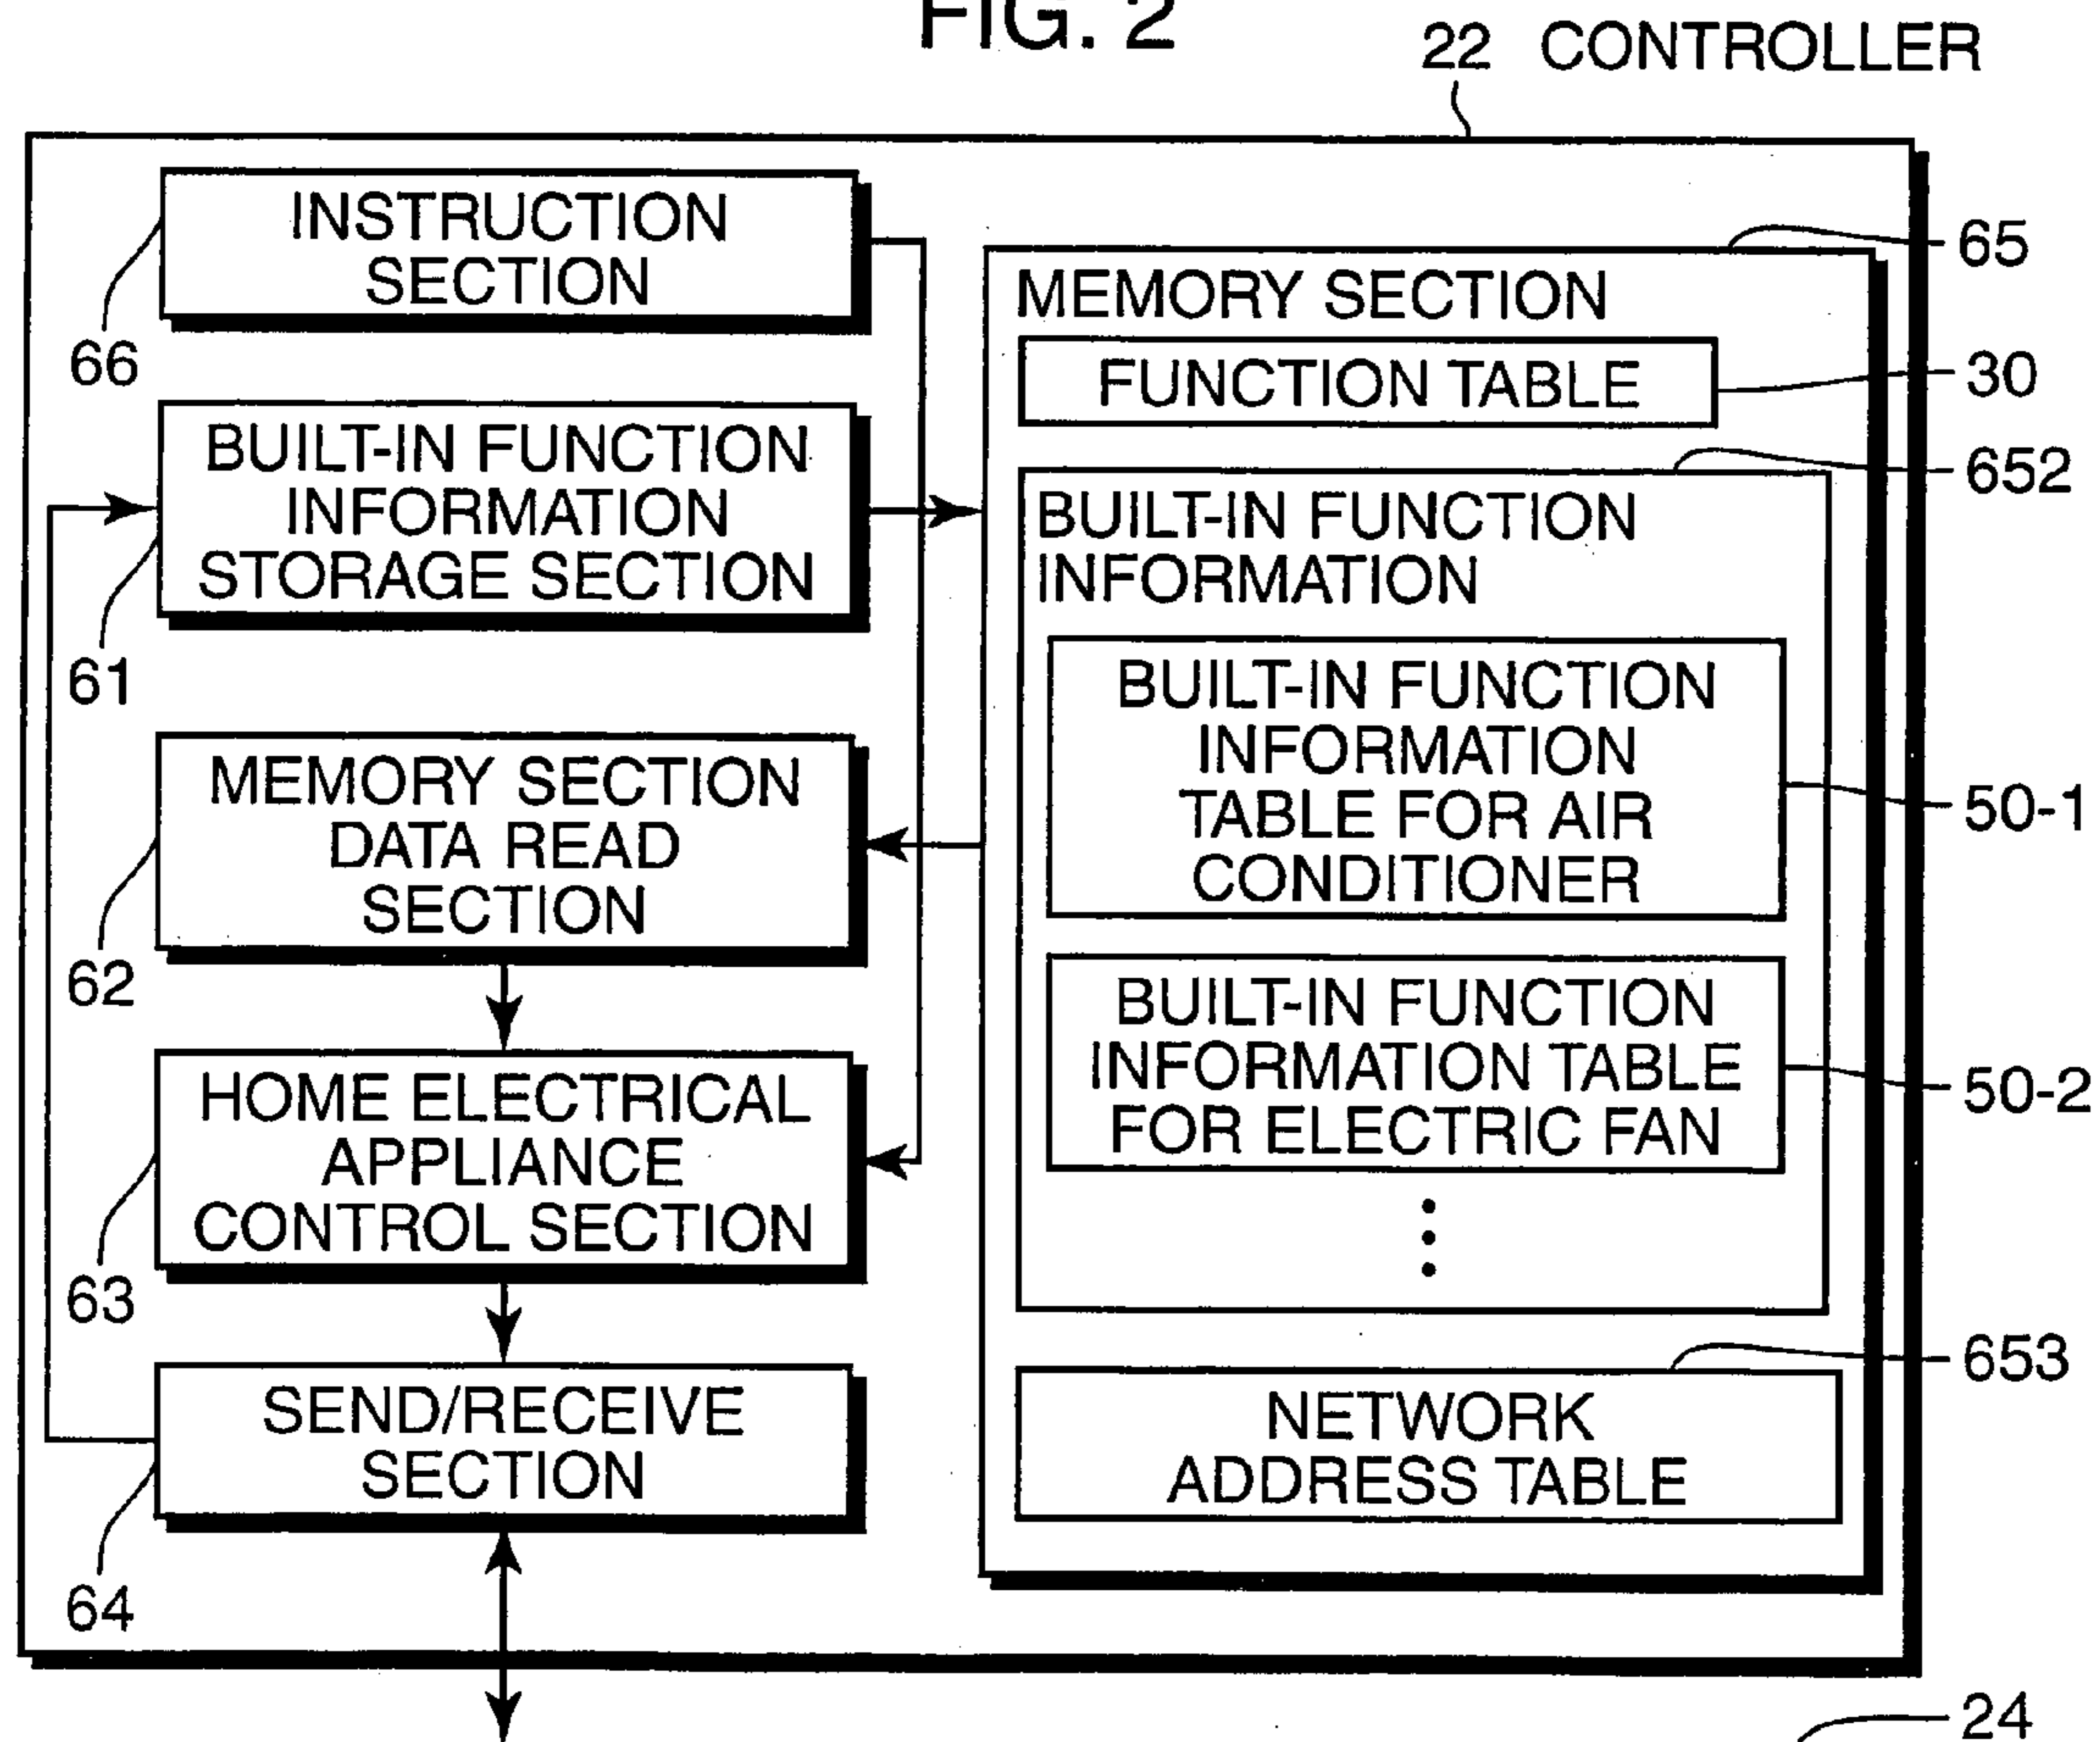 FIG. 2
22 CONTROLLER
INSTRUCTION
SECTION
66
BUILT-IN FUNCTION
INFORMATION
STORAGE SECTION
61
MEMORY SECTION
DATA READ
SECTION
62
HOME ELECTRICAL
APPLIANCE
CONTROL SECTION
63
SEND/RECEIVE
SECTION
64
65
MEMORY SECTION
FUNCTION TABLE
30
652
BUILT-IN FUNCTION
INFORMATION
BUILT-IN FUNCTION
INFORMATION
TABLE FOR AIR
CONDITIONER
50-1
BUILT-IN FUNCTION
INFORMATION TABLE
FOR ELECTRIC FAN
50-2
653
NETWORK
ADDRESS TABLE
24